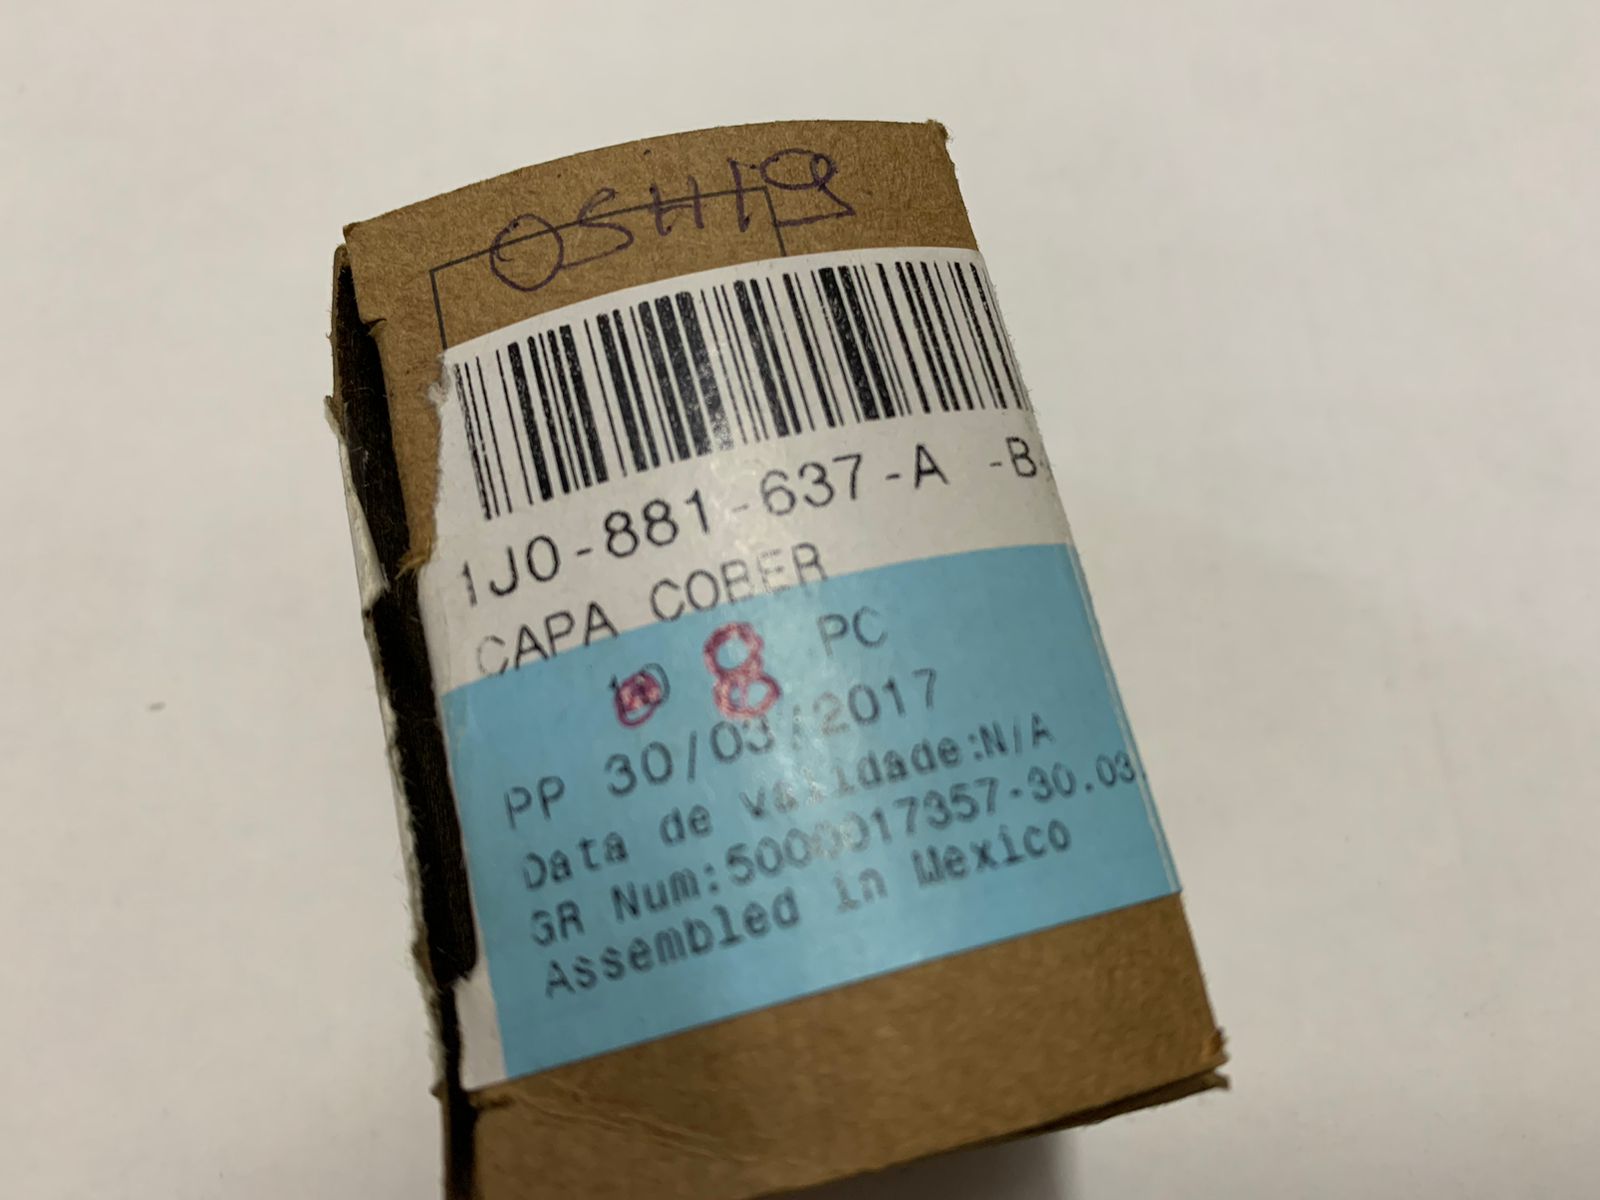 1J0-881-637-A -B
CAPA COBER
10 8 PC
PP 30/03/2017
Data de validade:N/A
GR Num:5000017357-30.03.
Assembled in Mexico